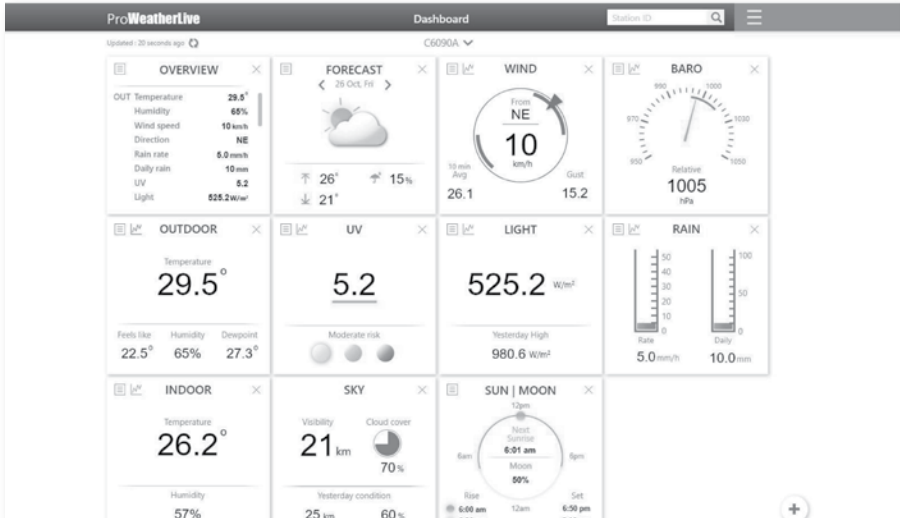 ProWeatherLive
Dashboard
Station ID
Updated : 20 seconds ago
C6090A
OVERVIEW
OUT Temperature 29.5°
Humidity 65%
Wind speed 10 km/h
Direction NE
Rain rate 5.0 mm/h
Daily rain 10 mm
UV 5.2
Light 525.2 W/m²
FORECAST
26 Oct, Fri
26° 15%
21°
WIND
From
NE
10
km/h
10 min
Avg
26.1
Gust
15.2
BARO
990 1000
970 1030
950 1050
Relative
1005
hPa
OUTDOOR
Temperature
29.5°
Feels like Humidity Dewpoint
22.5° 65% 27.3°
UV
5.2
Moderate risk
LIGHT
525.2 W/m²
Yesterday High
980.6 W/m²
RAIN
50
40
30
20
10
0
100
50
0
Rate Daily
5.0 mm/h 10.0 mm
INDOOR
Temperature
26.2°
Humidity
57%
SKY
Visibility Cloud cover
21 km
70%
Yesterday condition
25 km 60%
SUN | MOON
12pm
Next
Sunrise
6:01 am
6am 6pm
Moon
50%
Rise Set
6:00 am 12am 6:50 pm